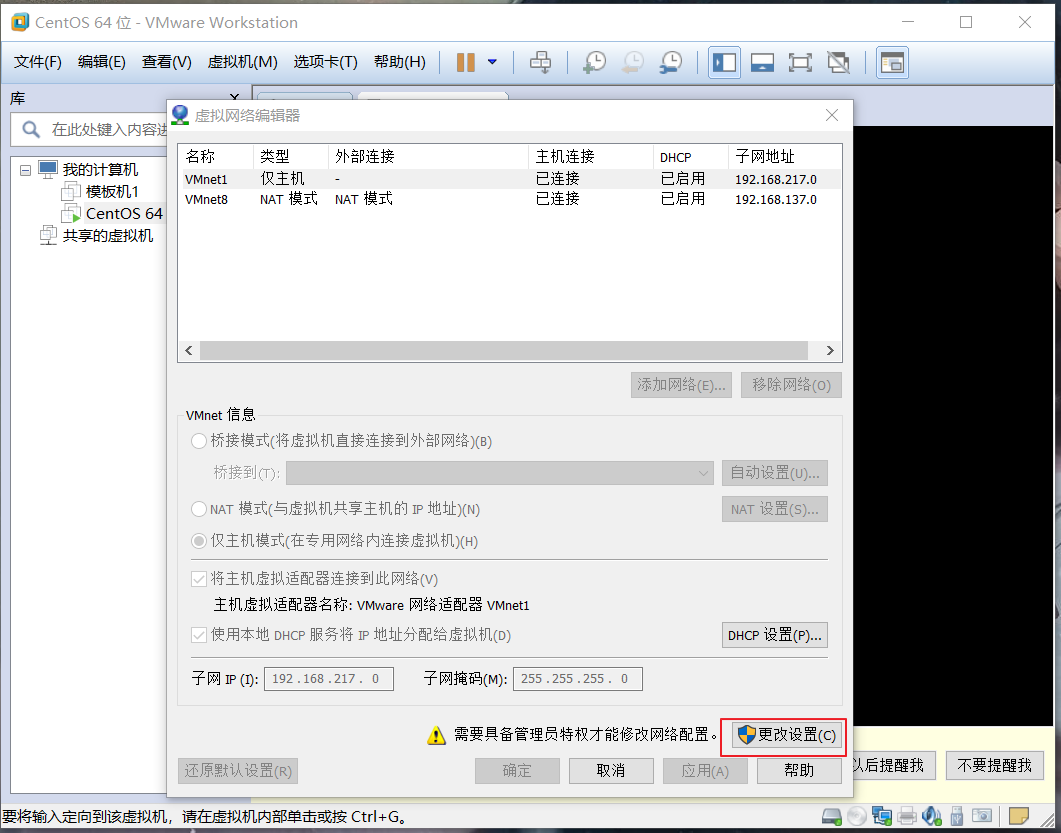 CentOS 64 位 - VMware Workstation
文件(F) 编辑(E) 查看(V) 虚拟机(M) 选项卡(T) 帮助(H)
库
在此处键入内容进
我的计算机
模板机1
CentOS 64
共享的虚拟机
虚拟网络编辑器
名称 类型 外部连接 主机连接 DHCP 子网地址
VMnet1 仅主机 - 已连接 已启用 192.168.217.0
VMnet8 NAT 模式 NAT 模式 已连接 已启用 192.168.137.0
添加网络(E)... 移除网络(O)
VMnet 信息
桥接模式(将虚拟机直接连接到外部网络)(B)
桥接到(T): 自动设置(U)...
NAT 模式(与虚拟机共享主机的 IP 地址)(N) NAT 设置(S)...
仅主机模式(在专用网络内连接虚拟机)(H)
将主机虚拟适配器连接到此网络(V)
主机虚拟适配器名称: VMware 网络适配器 VMnet1
使用本地 DHCP 服务将 IP 地址分配给虚拟机(D) DHCP 设置(P)...
子网 IP (I): 192.168.217. 0 子网掩码(M): 255.255.255. 0
需要具备管理员特权才能修改网络配置。 更改设置(C)
还原默认设置(R) 确定 取消 应用(A) 帮助
以后提醒我 不要提醒我
要将输入定向到该虚拟机，请在虚拟机内部单击或按 Ctrl+G。